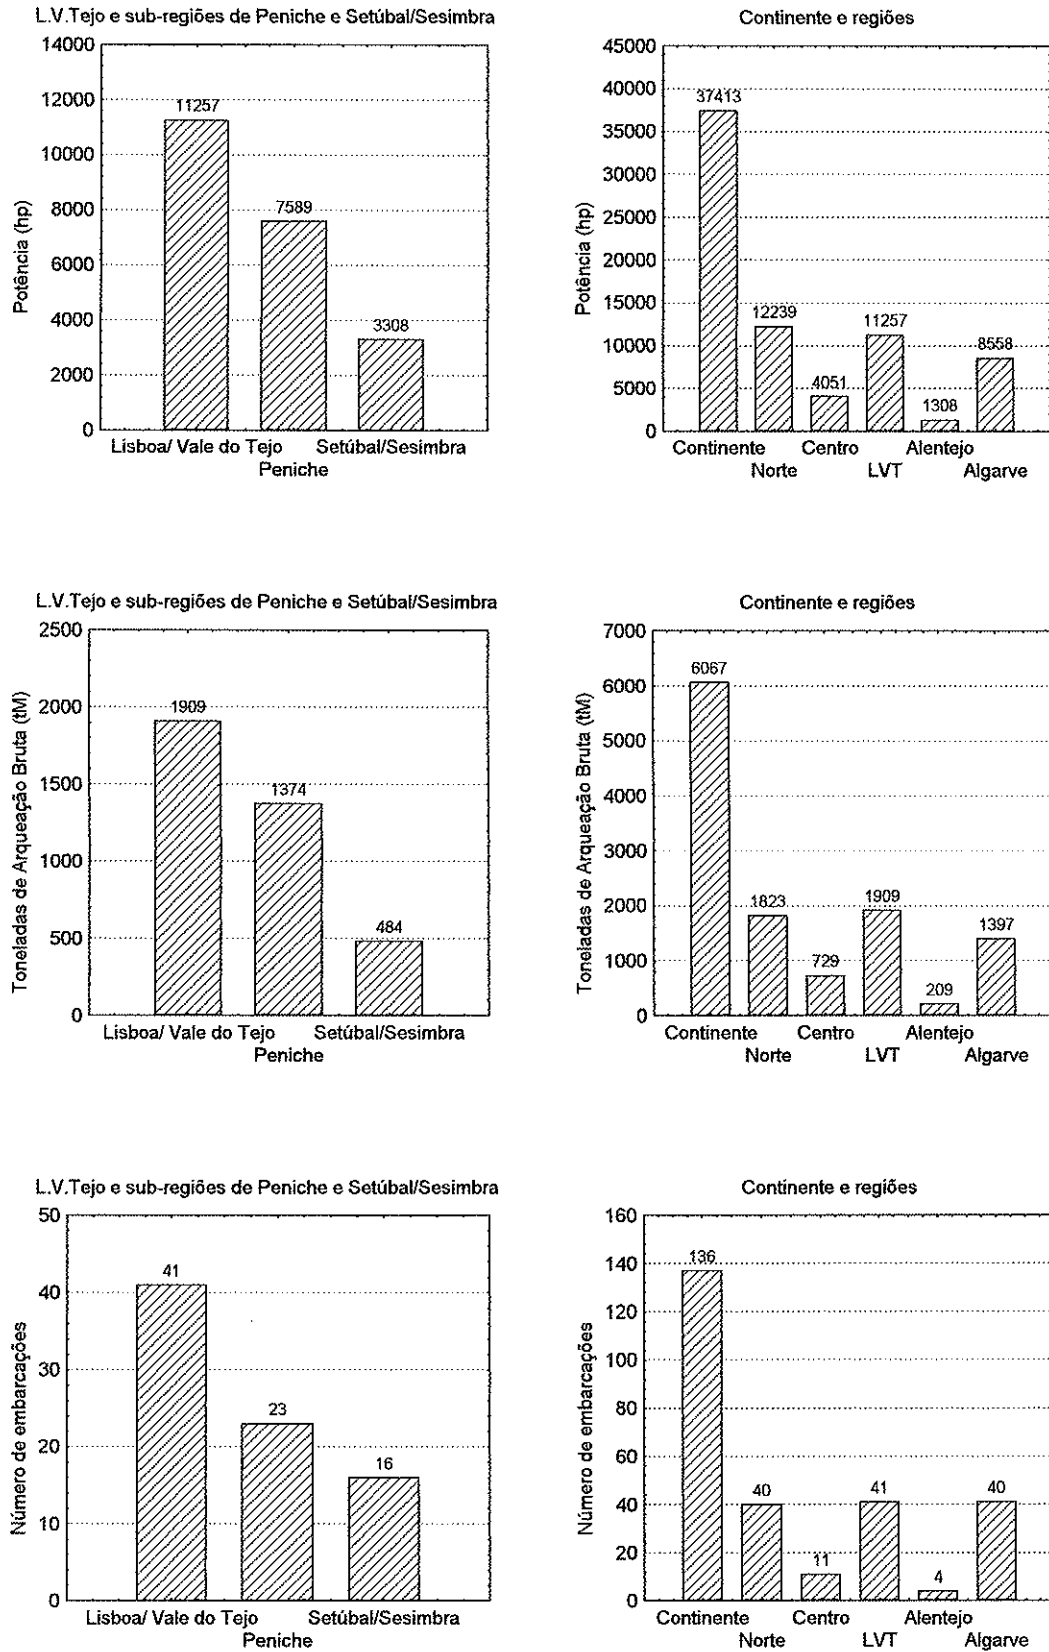 L.V.Tejo e sub-regiões de Peniche e Setúbal/Sesimbra
14000
12000
10000
8000
6000
4000
2000
0
Potência (hp)
11257
7589
3308
Lisboa/ Vale do Tejo
Setúbal/Sesimbra
Peniche
Continente e regiões
45000
40000
35000
30000
25000
20000
15000
10000
5000
0
Potência (hp)
37413
12239
4051
11257
1308
8558
Continente
Centro
Alentejo
Norte
LVT
Algarve
L.V.Tejo e sub-regiões de Peniche e Setúbal/Sesimbra
2500
2000
1500
1000
500
0
Toneladas de Arqueação Bruta (tM)
1909
1374
484
Lisboa/ Vale do Tejo
Setúbal/Sesimbra
Peniche
Continente e regiões
7000
6000
5000
4000
3000
2000
1000
0
Toneladas de Arqueação Bruta (tM)
6067
1823
729
1909
209
1397
Continente
Centro
Alentejo
Norte
LVT
Algarve
L.V.Tejo e sub-regiões de Peniche e Setúbal/Sesimbra
50
40
30
20
10
0
Número de embarcações
41
23
16
Lisboa/ Vale do Tejo
Setúbal/Sesimbra
Peniche
Continente e regiões
160
140
120
100
80
60
40
20
0
Número de embarcações
136
40
11
41
4
40
Continente
Centro
Alentejo
Norte
LVT
Algarve